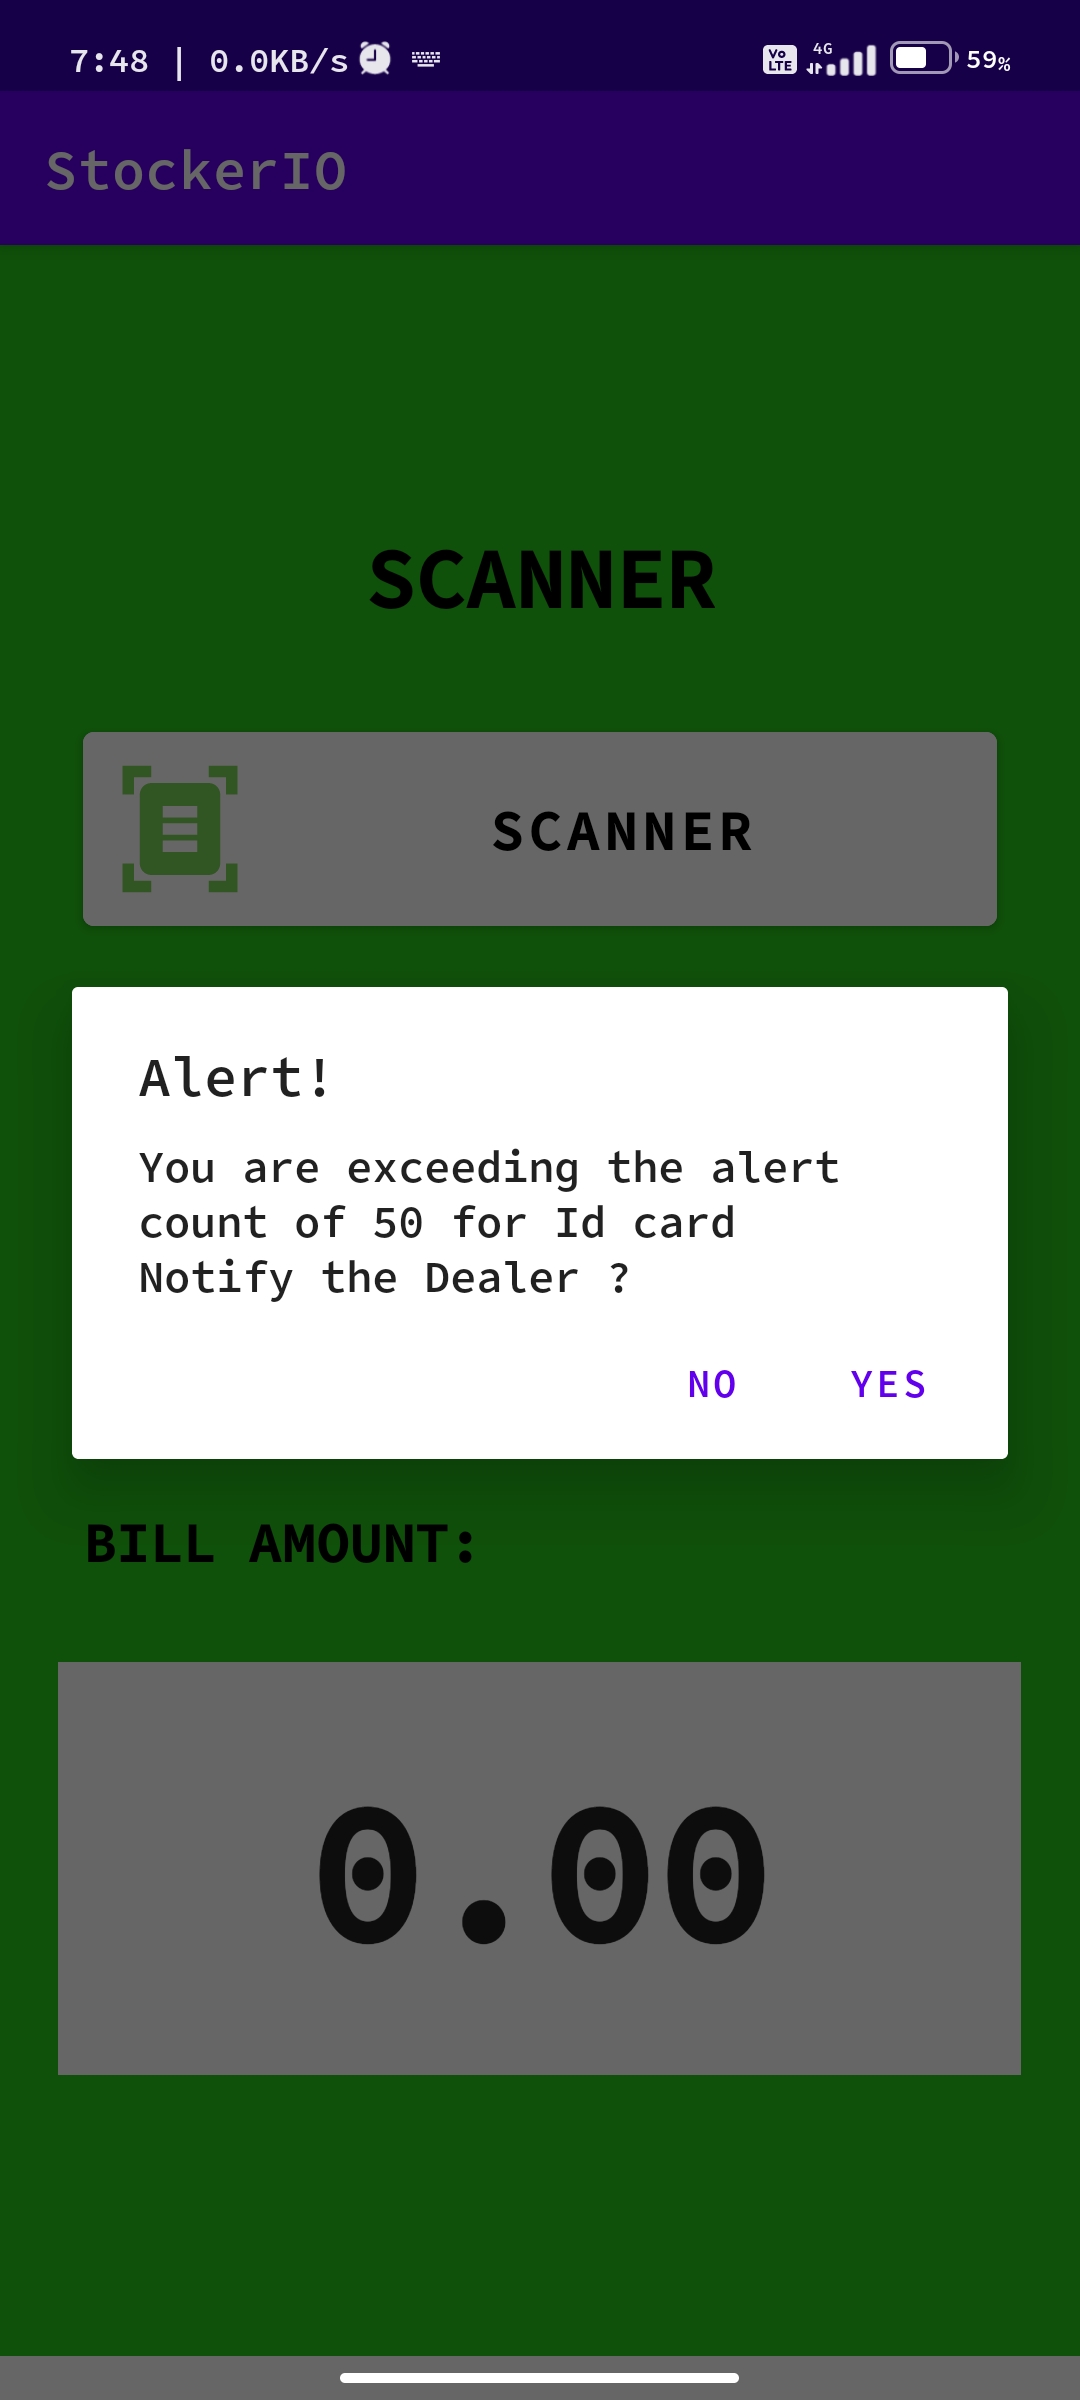 7:48 | 0.0KB/s
Vo LTE 4G 59%
StockerIO
SCANNER
SCANNER
Alert!
You are exceeding the alert
count of 50 for Id card
Notify the Dealer ?
NO YES
BILL AMOUNT:
0.00